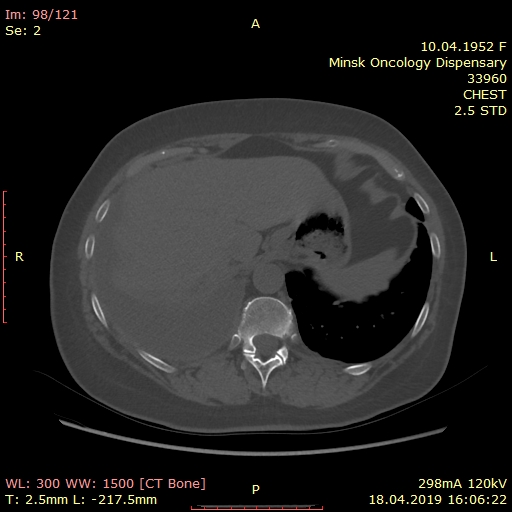 Im: 98/121
Se: 2
A
10.04.1952 F
Minsk Oncology Dispensary
33960
CHEST
2.5 STD
R
L
WL: 300 WW: 1500 [CT Bone]
T: 2.5mm L: -217.5mm
P
298mA 120kV
18.04.2019 16:06:22